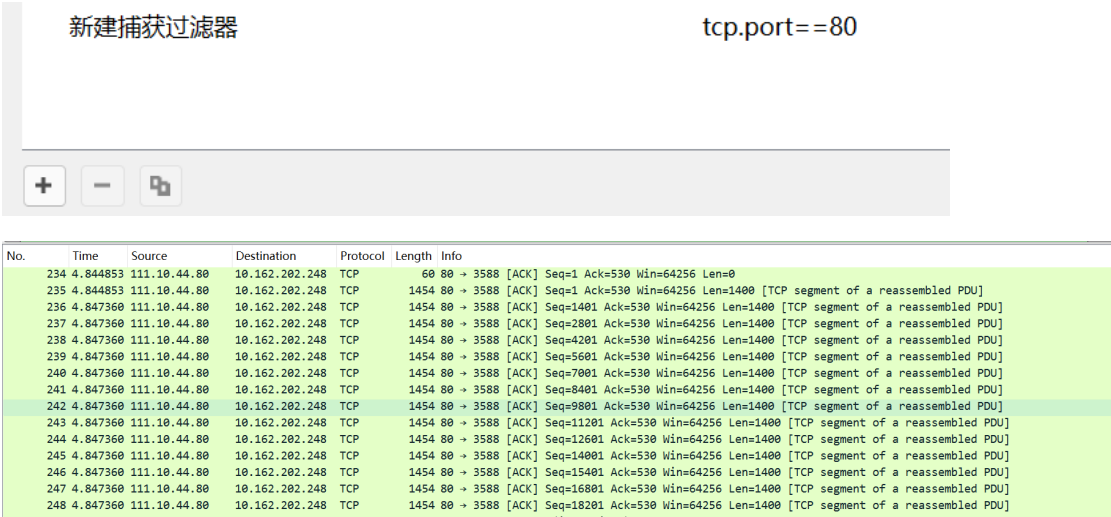 新建捕获过滤器 tcp.port==80
No. Time Source Destination Protocol Length Info
234 4.844853 111.10.44.80 10.162.202.248 TCP 60 80 → 3588 [ACK] Seq=1 Ack=530 Win=64256 Len=0
235 4.844853 111.10.44.80 10.162.202.248 TCP 1454 80 → 3588 [ACK] Seq=1 Ack=530 Win=64256 Len=1400 [TCP segment of a reassembled PDU]
236 4.847360 111.10.44.80 10.162.202.248 TCP 1454 80 → 3588 [ACK] Seq=1401 Ack=530 Win=64256 Len=1400 [TCP segment of a reassembled PDU]
237 4.847360 111.10.44.80 10.162.202.248 TCP 1454 80 → 3588 [ACK] Seq=2801 Ack=530 Win=64256 Len=1400 [TCP segment of a reassembled PDU]
238 4.847360 111.10.44.80 10.162.202.248 TCP 1454 80 → 3588 [ACK] Seq=4201 Ack=530 Win=64256 Len=1400 [TCP segment of a reassembled PDU]
239 4.847360 111.10.44.80 10.162.202.248 TCP 1454 80 → 3588 [ACK] Seq=5601 Ack=530 Win=64256 Len=1400 [TCP segment of a reassembled PDU]
240 4.847360 111.10.44.80 10.162.202.248 TCP 1454 80 → 3588 [ACK] Seq=7001 Ack=530 Win=64256 Len=1400 [TCP segment of a reassembled PDU]
241 4.847360 111.10.44.80 10.162.202.248 TCP 1454 80 → 3588 [ACK] Seq=8401 Ack=530 Win=64256 Len=1400 [TCP segment of a reassembled PDU]
242 4.847360 111.10.44.80 10.162.202.248 TCP 1454 80 → 3588 [ACK] Seq=9801 Ack=530 Win=64256 Len=1400 [TCP segment of a reassembled PDU]
243 4.847360 111.10.44.80 10.162.202.248 TCP 1454 80 → 3588 [ACK] Seq=11201 Ack=530 Win=64256 Len=1400 [TCP segment of a reassembled PDU]
244 4.847360 111.10.44.80 10.162.202.248 TCP 1454 80 → 3588 [ACK] Seq=12601 Ack=530 Win=64256 Len=1400 [TCP segment of a reassembled PDU]
245 4.847360 111.10.44.80 10.162.202.248 TCP 1454 80 → 3588 [ACK] Seq=14001 Ack=530 Win=64256 Len=1400 [TCP segment of a reassembled PDU]
246 4.847360 111.10.44.80 10.162.202.248 TCP 1454 80 → 3588 [ACK] Seq=15401 Ack=530 Win=64256 Len=1400 [TCP segment of a reassembled PDU]
247 4.847360 111.10.44.80 10.162.202.248 TCP 1454 80 → 3588 [ACK] Seq=16801 Ack=530 Win=64256 Len=1400 [TCP segment of a reassembled PDU]
248 4.847360 111.10.44.80 10.162.202.248 TCP 1454 80 → 3588 [ACK] Seq=18201 Ack=530 Win=64256 Len=1400 [TCP segment of a reassembled PDU]